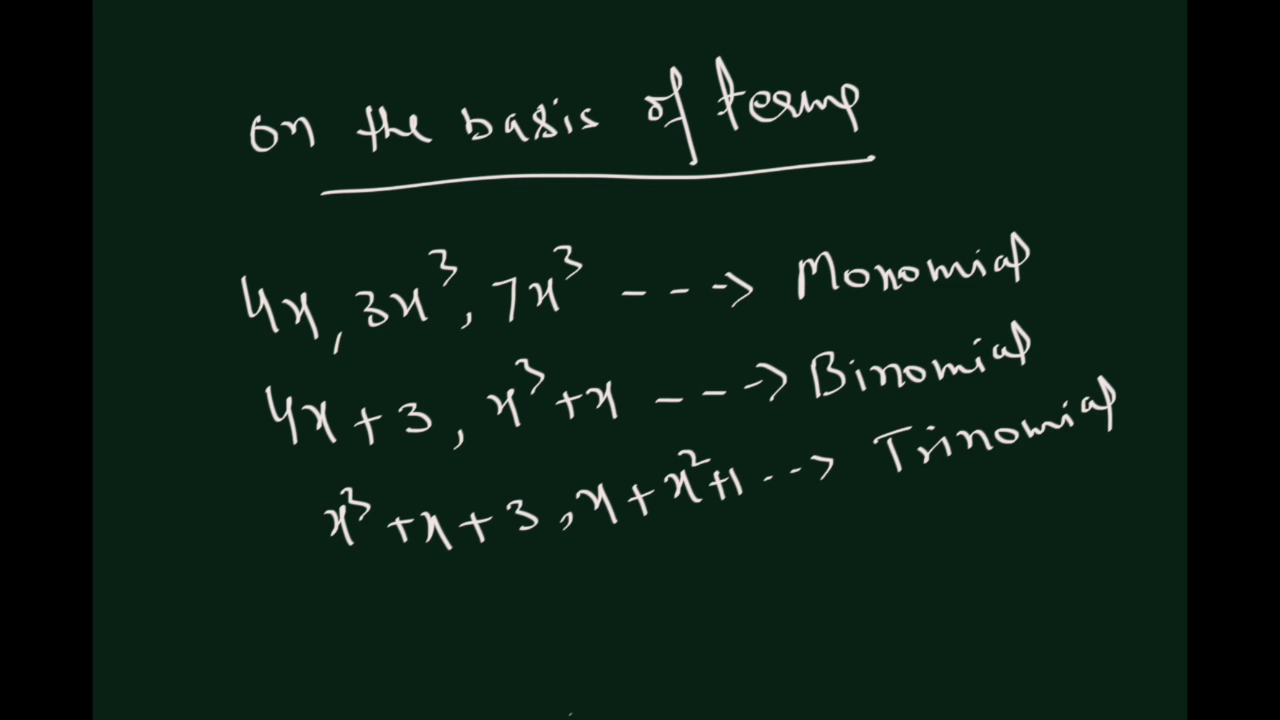 on the basis of terms
4x, 3x³, 7x³ ---> Monomial
4x + 3, x³+x ---> Binomial
x³ + x + 3, x + x²+1 --> Trinomial